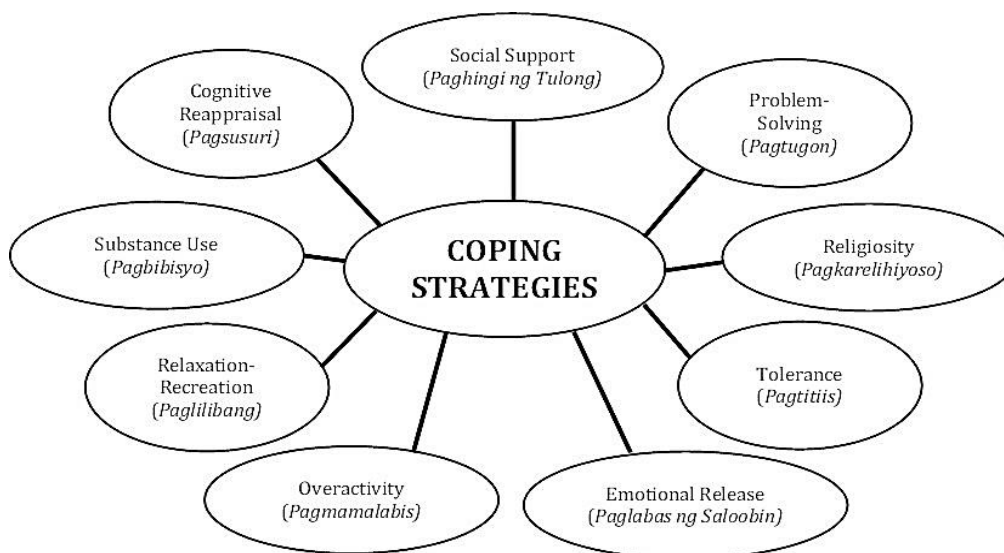 Social Support
(Paghingi ng Tulong)
Cognitive
Reappraisal
(Pagsusuri)
Problem-
Solving
(Pagtugon)
Substance Use
(Pagbibisyo)
COPING
STRATEGIES
Religiosity
(Pagkarelihiyoso)
Relaxation-
Recreation
(Paglilibang)
Tolerance
(Pagtitiis)
Overactivity
(Pagmamalabis)
Emotional Release
(Paglabas ng Saloobin)